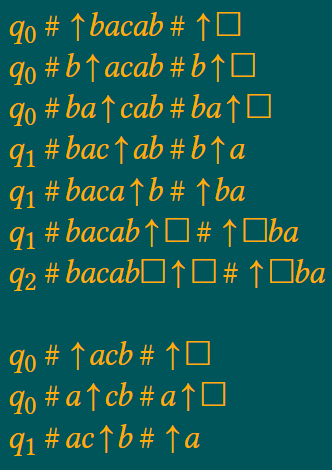 q₀ # ↑bacab # ↑□
q₀ # b↑acab # b↑□
q₀ # ba↑cab # ba↑□
q₁ # bac↑ab # b↑a
q₁ # baca↑b # ↑ba
q₁ # bacab↑□ # ↑□ba
q₂ # bacab□↑□ # ↑□ba
q₀ # ↑acb # ↑□
q₀ # a↑cb # a↑□
q₁ # ac↑b # ↑a